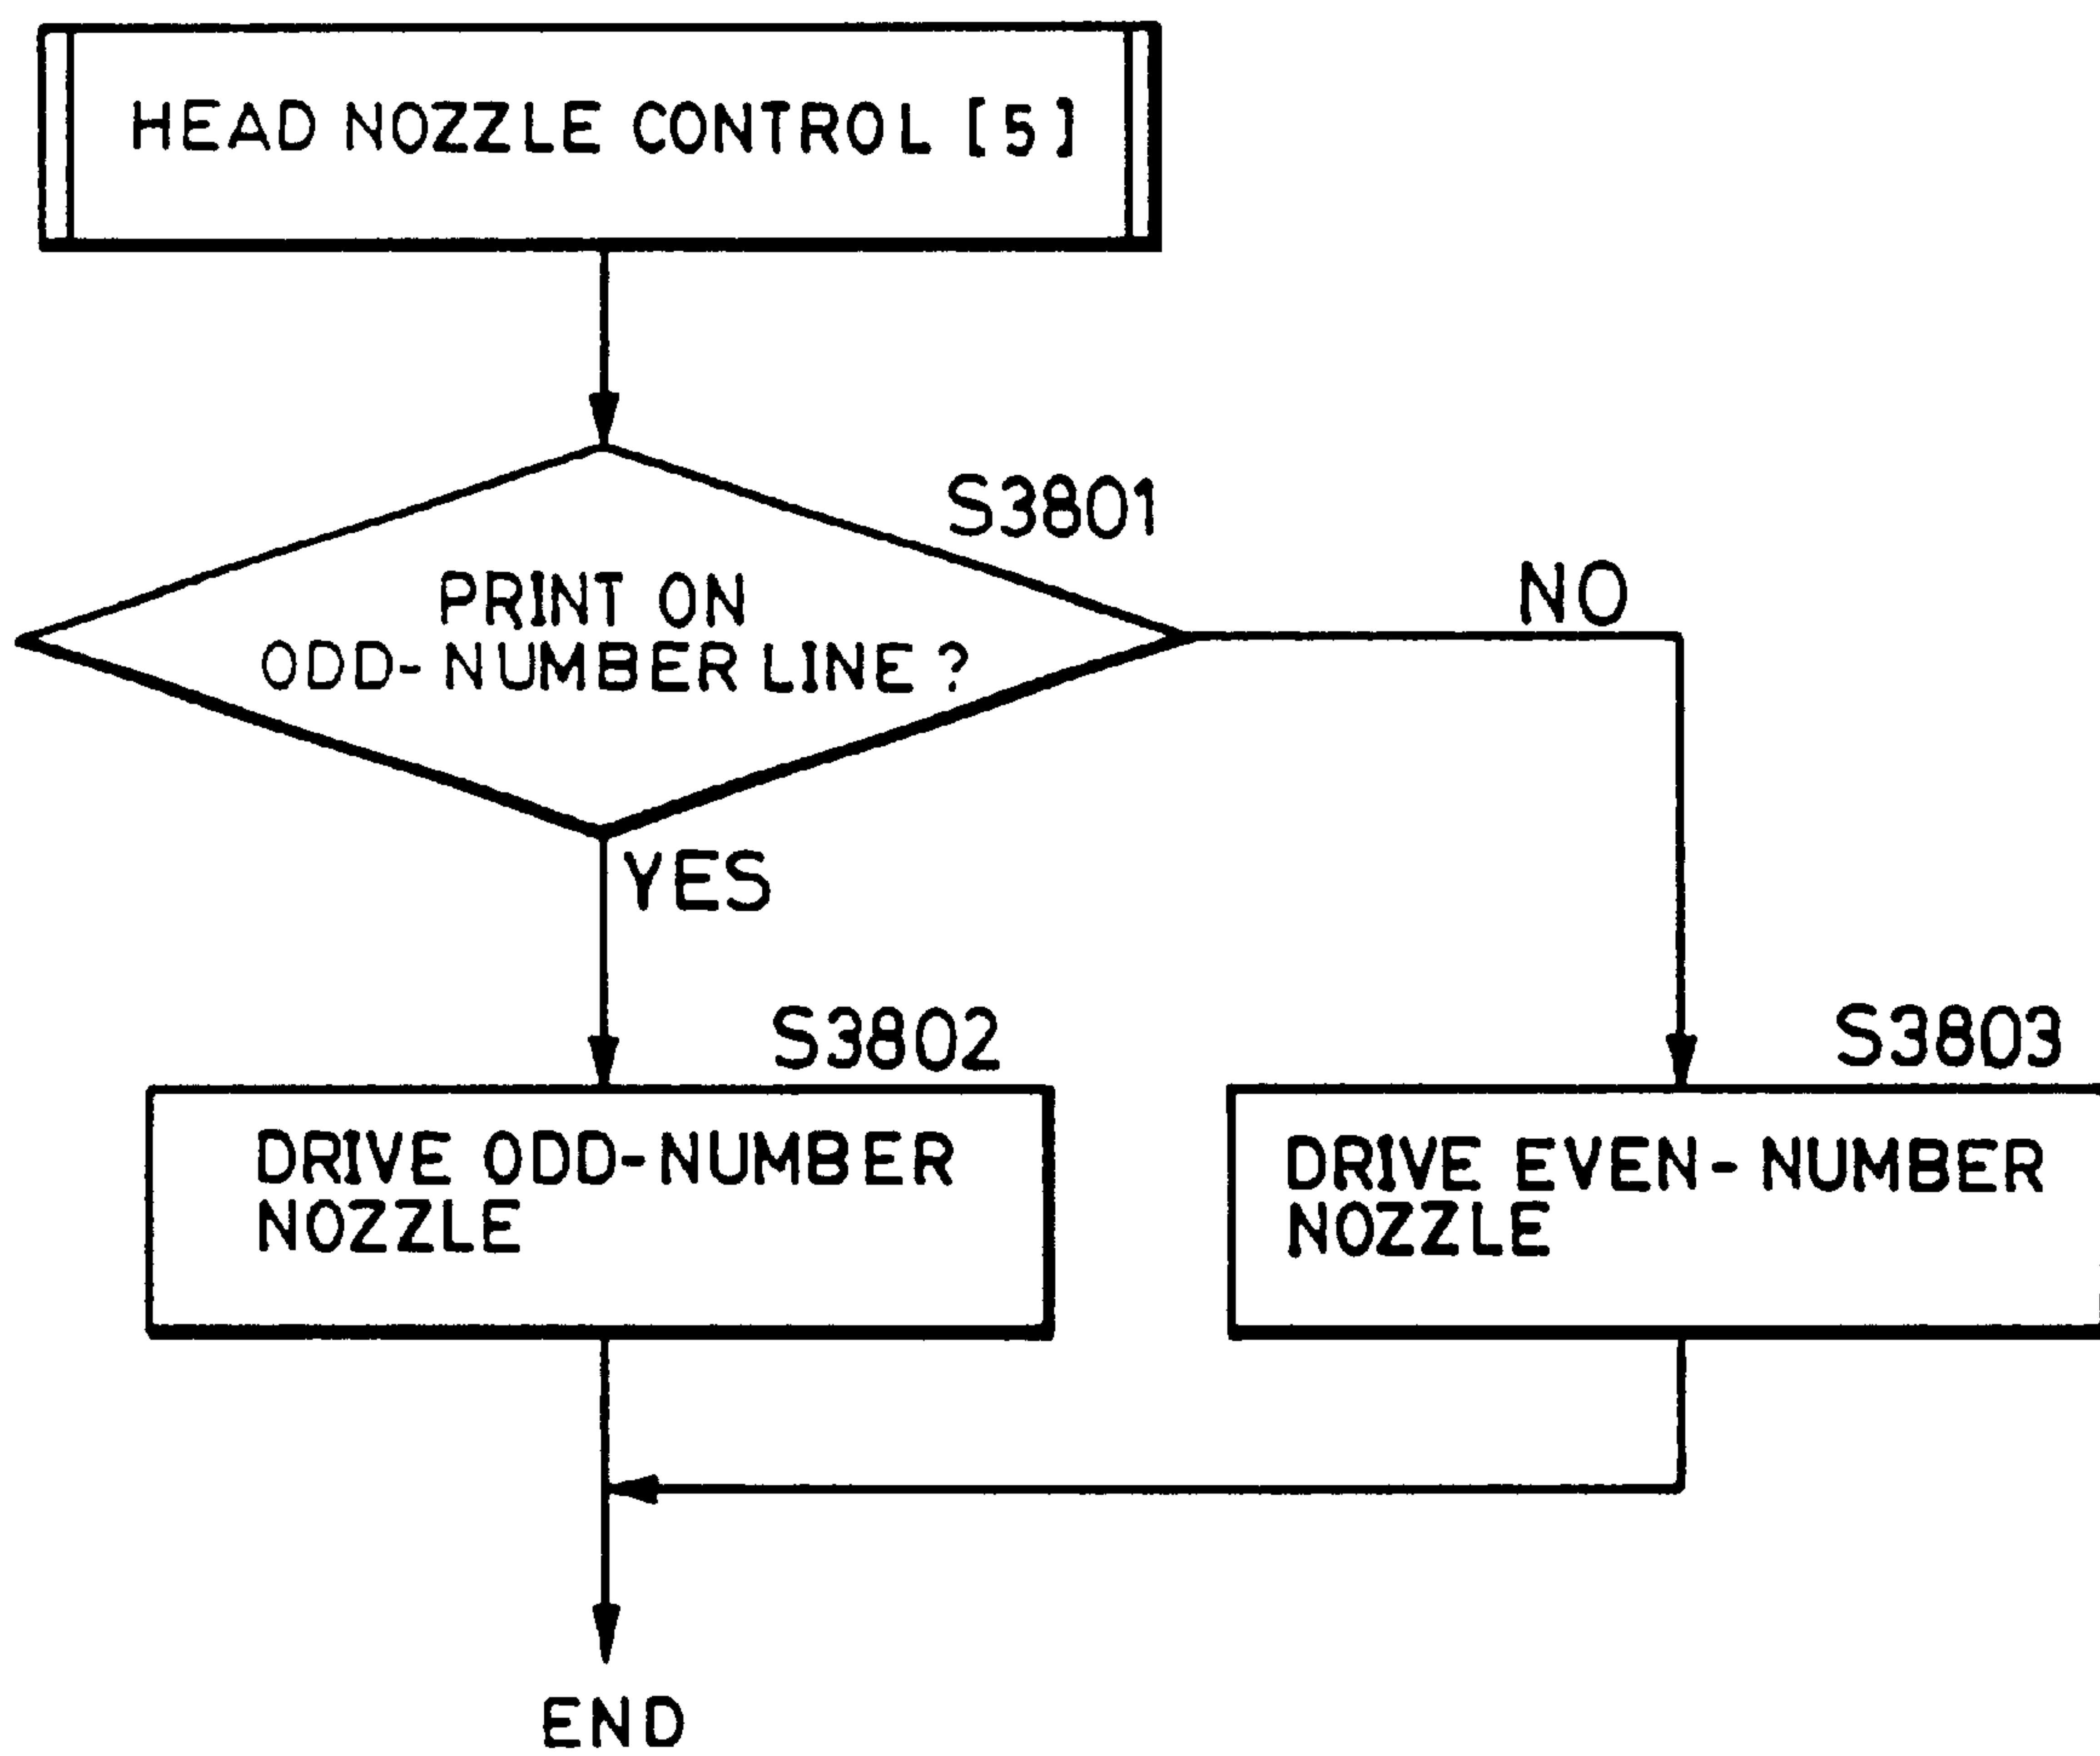 HEAD NOZZLE CONTROL [5]
S3801
PRINT ON
ODD-NUMBER LINE ?
NO
YES
S3802
DRIVE ODD-NUMBER
NOZZLE
S3803
DRIVE EVEN-NUMBER
NOZZLE
END